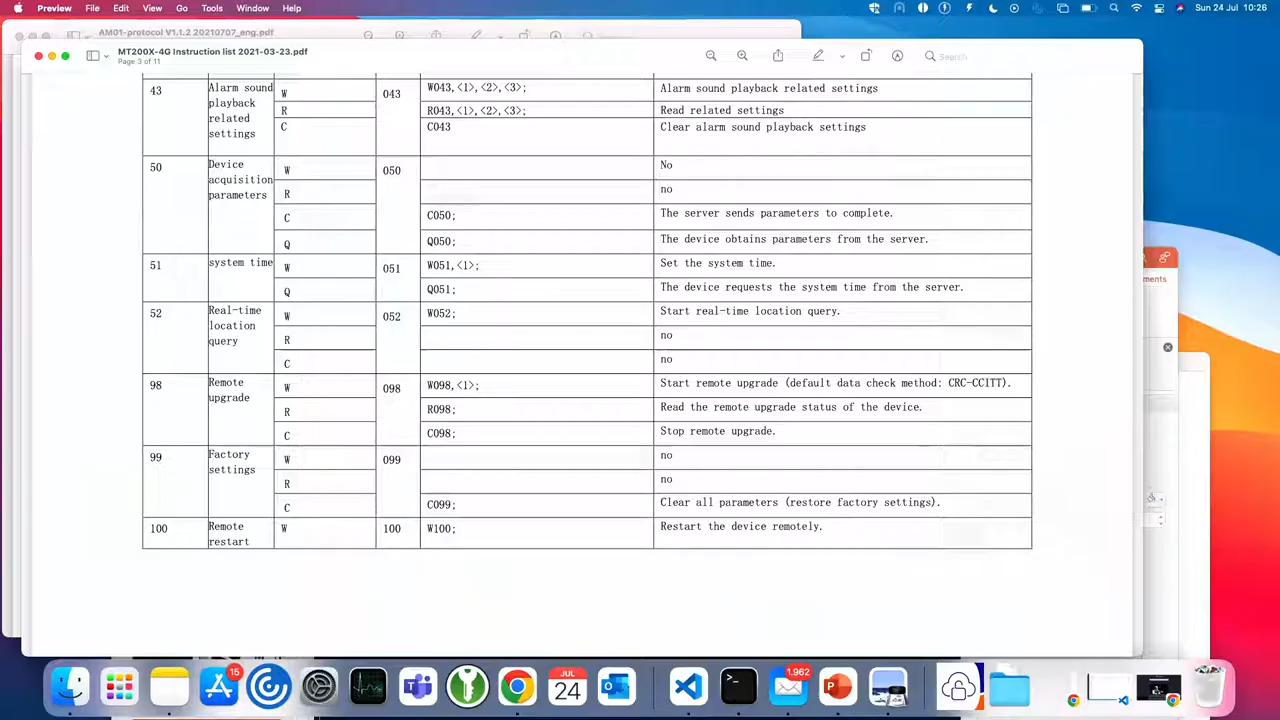 Preview File Edit View Go Tools Window Help Sun 24 Jul 10:26
AM01-protocol V1.1.2 20210707_eng.pdf
MT200X-4G Instruction list 2021-03-23.pdf
Page 3 of 11
Search
43 Alarm sound playback related settings W 043 W043,<1>,<2>,<3>; Alarm sound playback related settings
R R043,<1>,<2>,<3>; Read related settings
C C043 Clear alarm sound playback settings
50 Device acquisition parameters W 050 No
R no
C C050; The server sends parameters to complete.
Q Q050; The device obtains parameters from the server.
51 system time W 051 W051,<1>; Set the system time.
Q Q051; The device requests the system time from the server.
52 Real-time location query W 052 W052; Start real-time location query.
R no
C no
98 Remote upgrade W 098 W098,<1>; Start remote upgrade (default data check method: CRC-CCITT).
R R098; Read the remote upgrade status of the device.
C C098; Stop remote upgrade.
99 Factory settings W 099 no
R no
C C099; Clear all parameters (restore factory settings).
100 Remote restart W 100 W100; Restart the device remotely.
ments
15
JUL
24
1.962